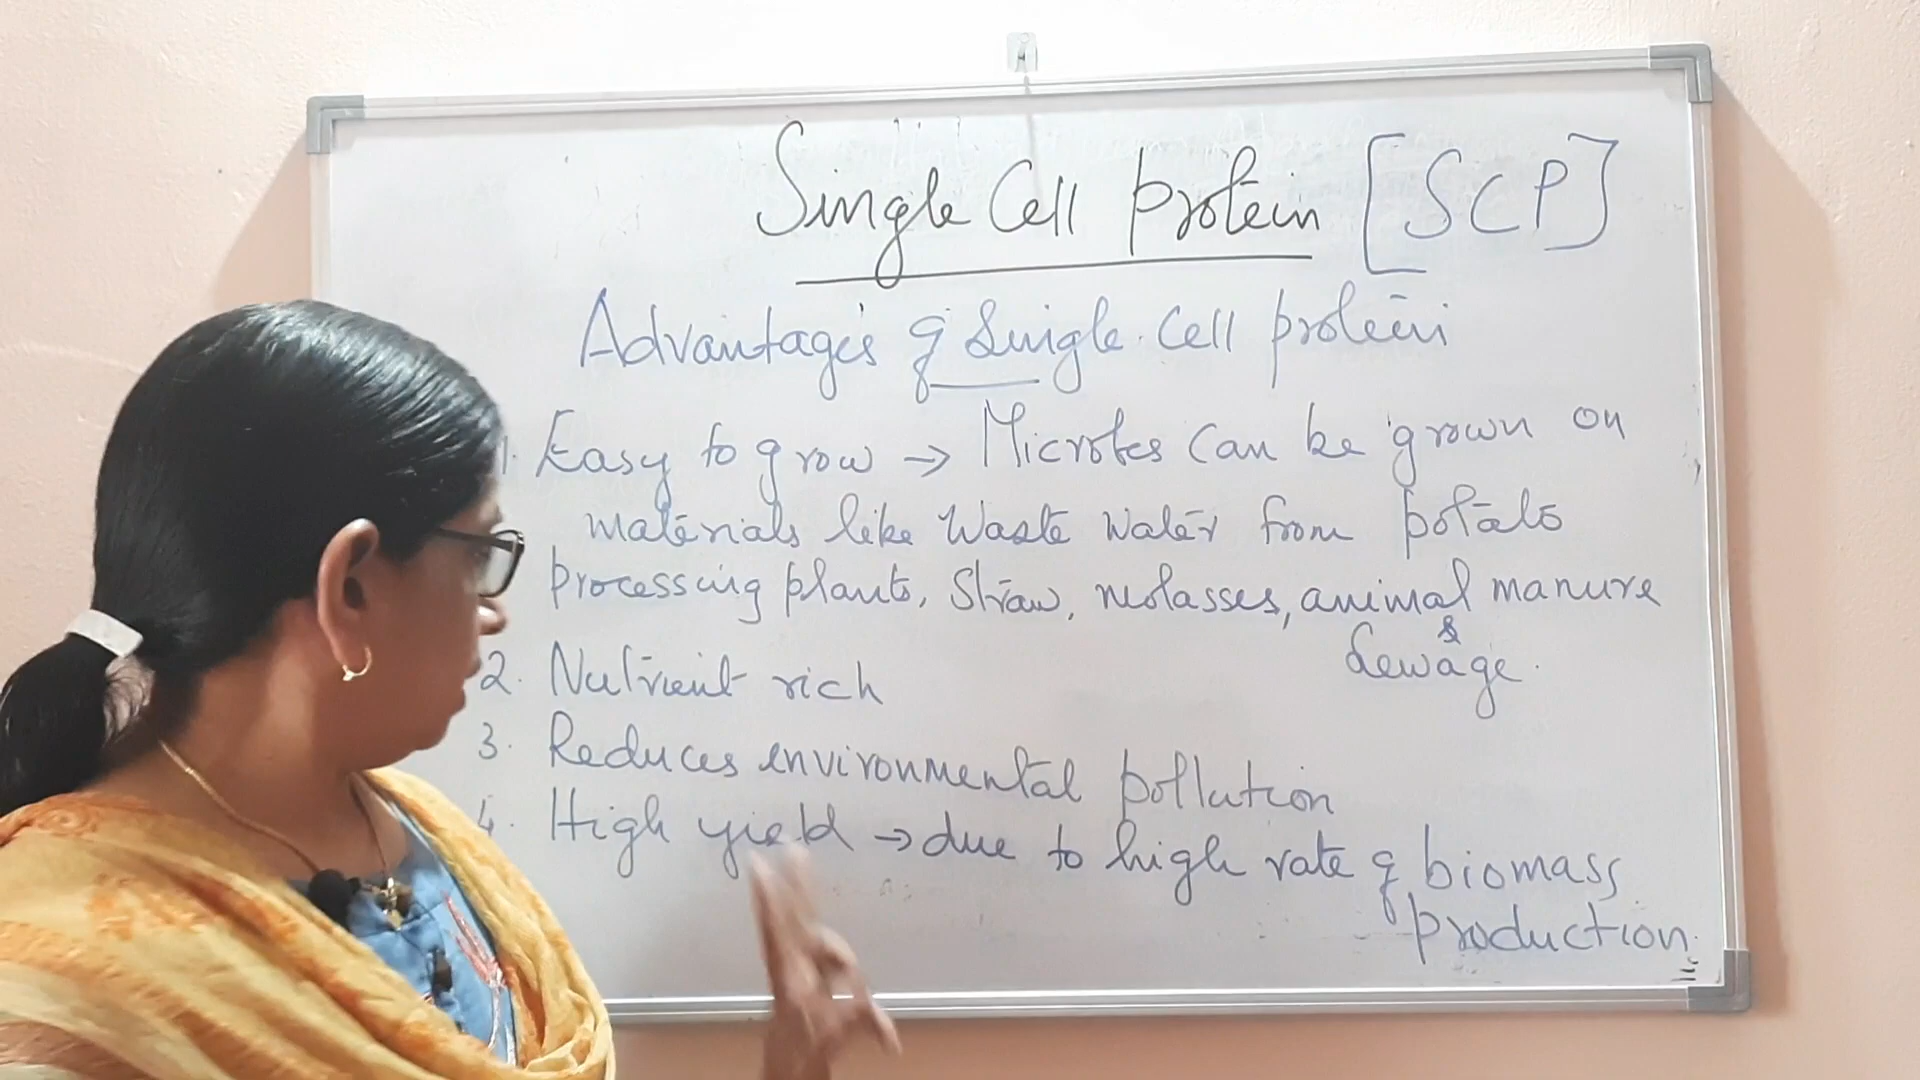 Single Cell protein [SCP]
Advantages of Single Cell protein
1. Easy to grow → Microbes can be grown on
materials like Waste Water from potato
processing plants, Straw, molasses, animal manure
& Sewage.
2. Nutrient rich
3. Reduces environmental pollution
4. High yield → due to high rate of biomass
production.